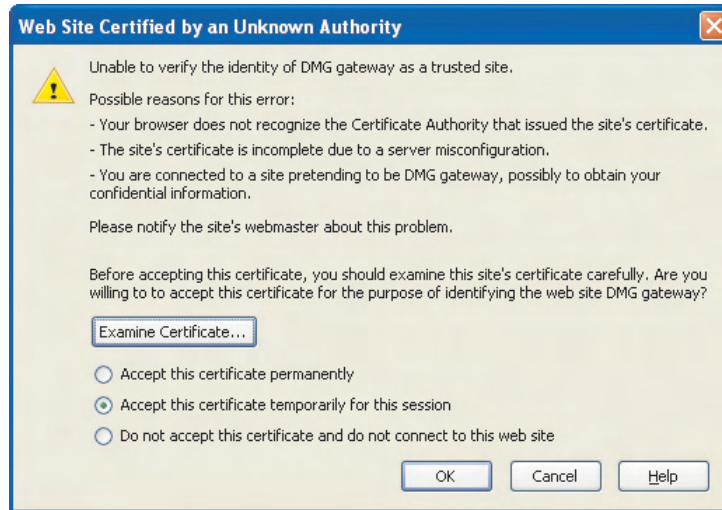 Web Site Certified by an Unknown Authority
Unable to verify the identity of DMG gateway as a trusted site.
Possible reasons for this error:
- Your browser does not recognize the Certificate Authority that issued the site's certificate.
- The site's certificate is incomplete due to a server misconfiguration.
- You are connected to a site pretending to be DMG gateway, possibly to obtain your
confidential information.
Please notify the site's webmaster about this problem.
Before accepting this certificate, you should examine this site's certificate carefully. Are you
willing to to accept this certificate for the purpose of identifying the web site DMG gateway?
Examine Certificate...
Accept this certificate permanently
Accept this certificate temporarily for this session
Do not accept this certificate and do not connect to this web site
OK Cancel Help